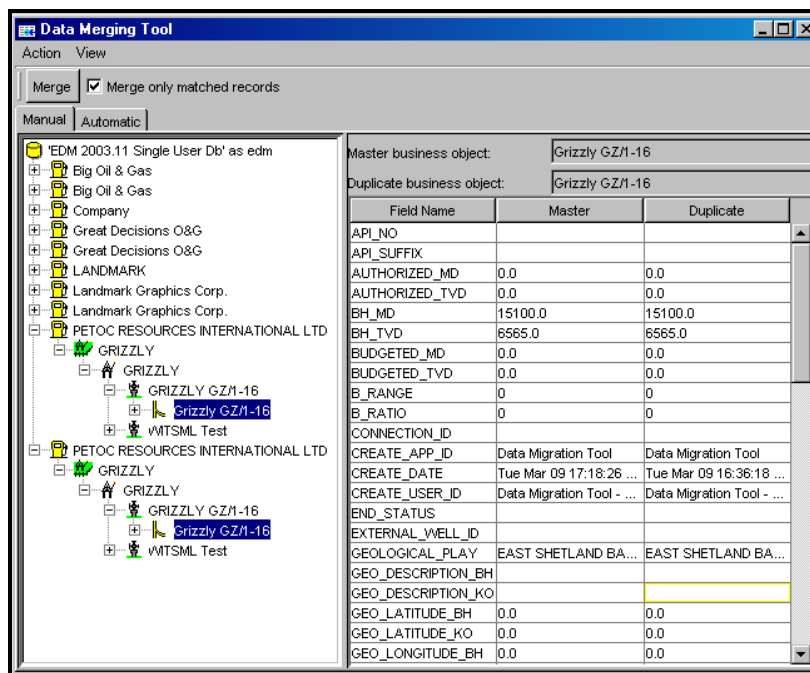 Data Merging Tool
Action View
Merge Merge only matched records
Manual Automatic
'EDM 2003.11 Single User Db' as edm
Big Oil & Gas
Big Oil & Gas
Company
Great Decisions O&G
Great Decisions O&G
LANDMARK
Landmark Graphics Corp.
Landmark Graphics Corp.
PETOC RESOURCES INTERNATIONAL LTD
GRIZZLY
GRIZZLY
GRIZZLY GZ/1-16
Grizzly GZ/1-16
WITSML Test
PETOC RESOURCES INTERNATIONAL LTD
GRIZZLY
GRIZZLY
GRIZZLY GZ/1-16
Grizzly GZ/1-16
WITSML Test
Master business object: Grizzly GZ/1-16
Duplicate business object: Grizzly GZ/1-16
Field Name Master Duplicate
API_NO
API_SUFFIX
AUTHORIZED_MD 0.0 0.0
AUTHORIZED_TVD 0.0 0.0
BH_MD 15100.0 15100.0
BH_TVD 6565.0 6565.0
BUDGETED_MD 0.0 0.0
BUDGETED_TVD 0.0 0.0
B_RANGE 0 0
B_RATIO 0 0
CONNECTION_ID
CREATE_APP_ID Data Migration Tool Data Migration Tool
CREATE_DATE Tue Mar 09 17:18:26 ... Tue Mar 09 16:36:18 ...
CREATE_USER_ID Data Migration Tool - ... Data Migration Tool - ...
END_STATUS
EXTERNAL_WELL_ID
GEOLOGICAL_PLAY EAST SHETLAND BA... EAST SHETLAND BA...
GEO_DESCRIPTION_BH
GEO_DESCRIPTION_KO
GEO_LATITUDE_BH 0.0 0.0
GEO_LATITUDE_KO 0.0 0.0
GEO_LONGITUDE_BH 0.0 0.0